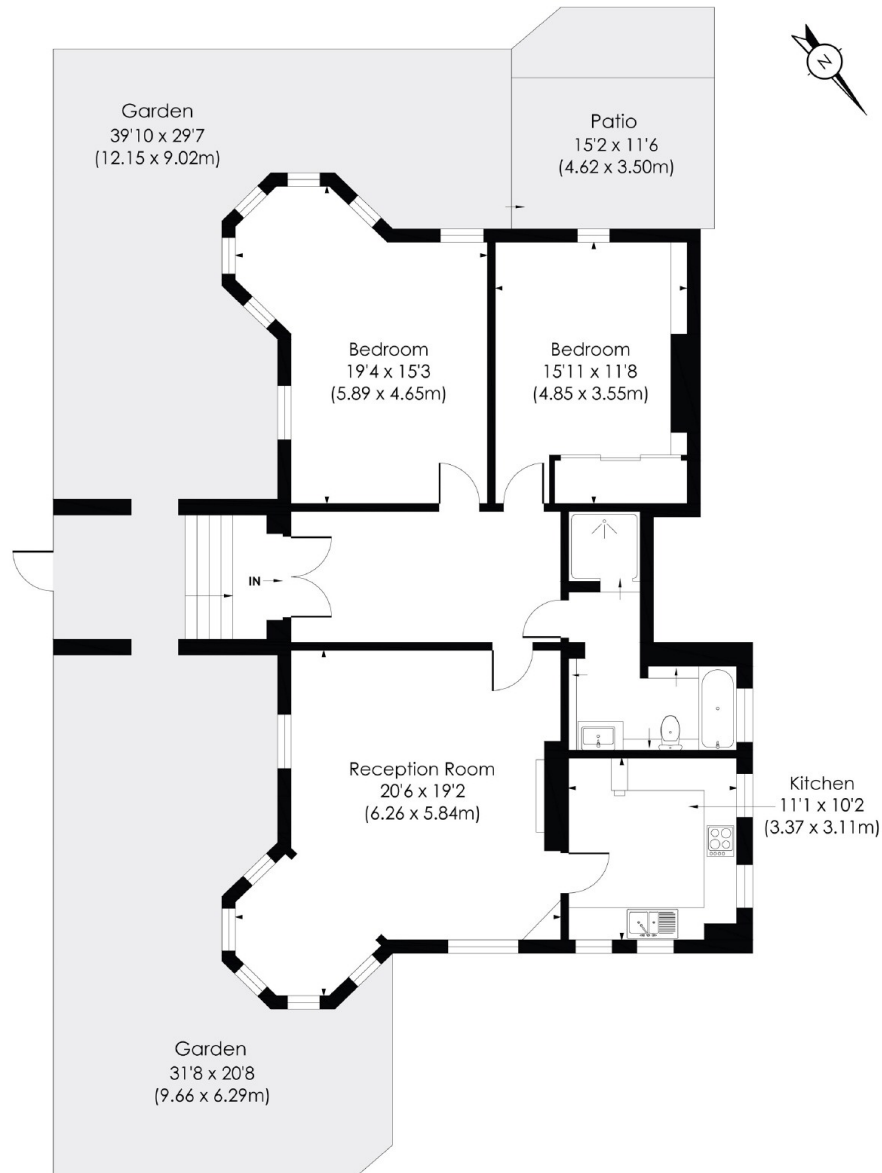 Garden
39'10 x 29'7
(12.15 x 9.02m)
N
Patio
15'2 x 11'6
(4.62 x 3.50m)
Bedroom
19'4 x 15'3
(5.89 x 4.65m)
Bedroom
15'11 x 11'8
(4.85 x 3.55m)
IN
Reception Room
20'6 x 19'2
(6.26 x 5.84m)
Kitchen
11'1 x 10'2
(3.37 x 3.11m)
Garden
31'8 x 20'8
(9.66 x 6.29m)